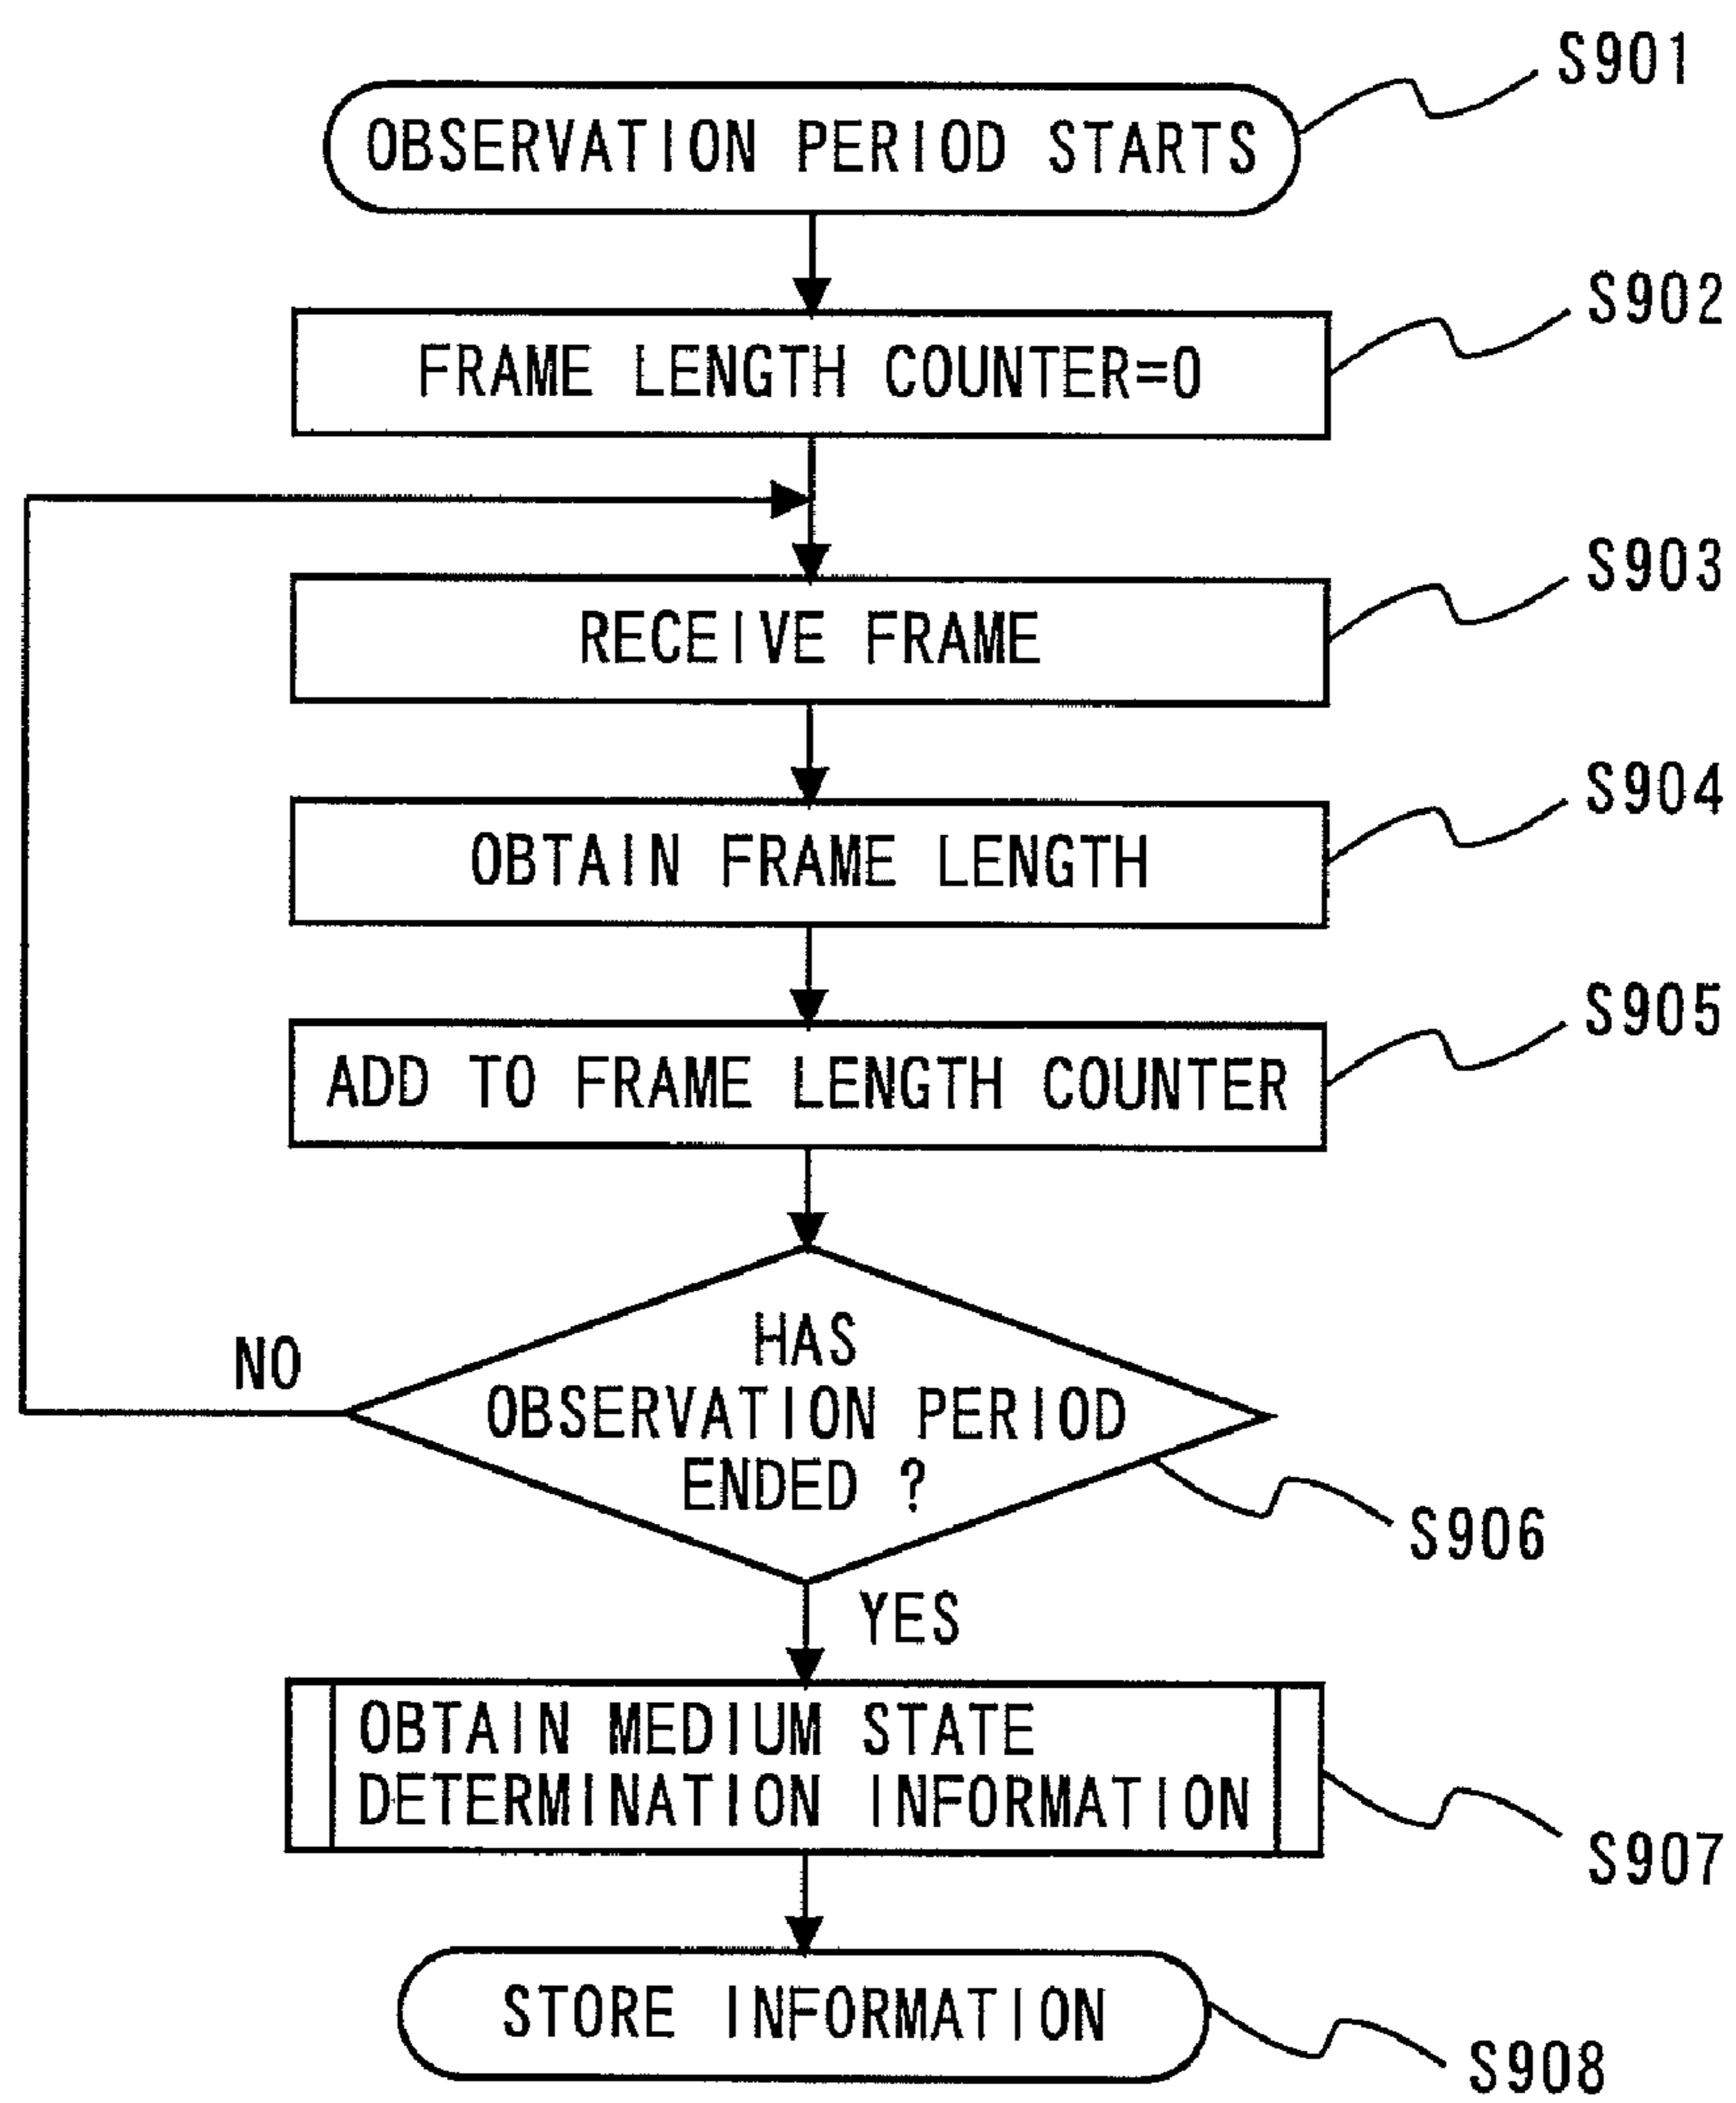 S901
OBSERVATION PERIOD STARTS
S902
FRAME LENGTH COUNTER=0
S903
RECEIVE FRAME
S904
OBTAIN FRAME LENGTH
S905
ADD TO FRAME LENGTH COUNTER
HAS
NO
OBSERVATION PERIOD
ENDED ?
S906
YES
OBTAIN MEDIUM STATE
DETERMINATION INFORMATION
S907
STORE INFORMATION
S908